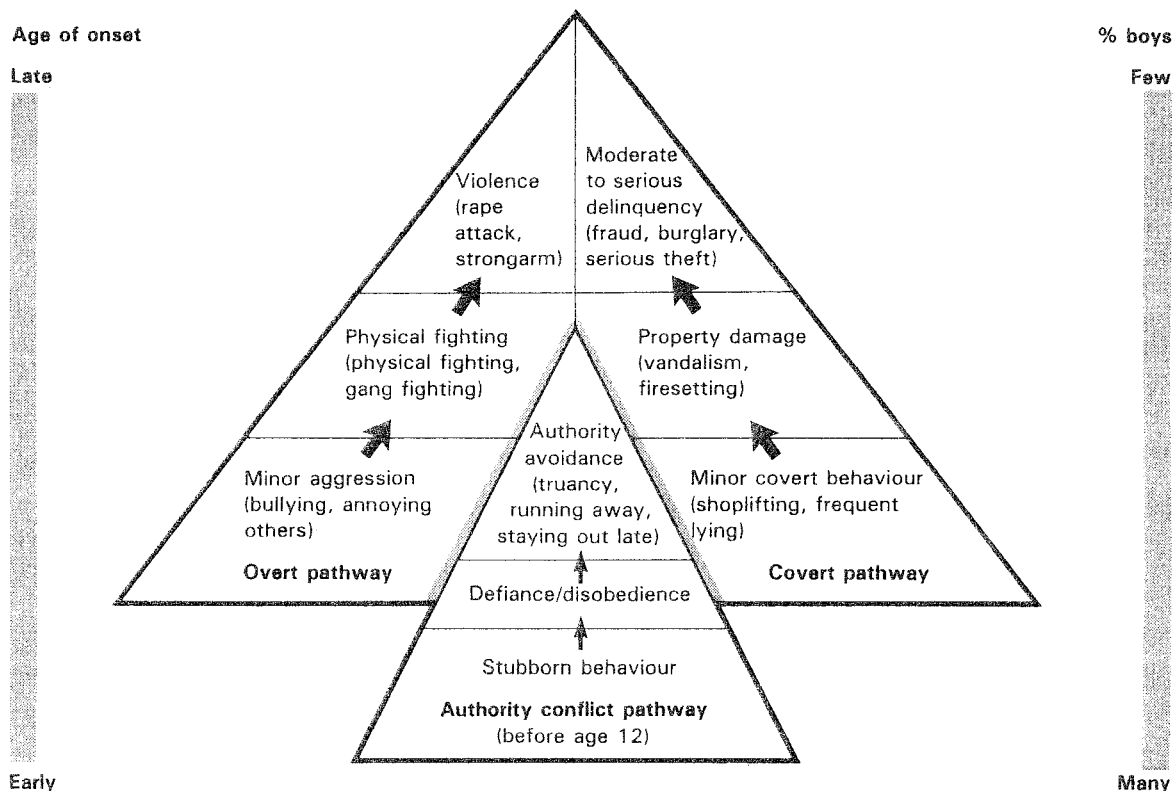 Age of onset
% boys
Late
Few
Violence
(rape
attack,
strongarm)
Moderate
to serious
delinquency
(fraud, burglary,
serious theft)
Physical fighting
(physical fighting,
gang fighting)
Property damage
(vandalism,
firesetting)
Authority
avoidance
(truancy,
running away,
staying out late)
Minor aggression
(bullying, annoying
others)
Minor covert behaviour
(shoplifting, frequent
lying)
Overt pathway
Covert pathway
Defiance/disobedience
Stubborn behaviour
Authority conflict pathway
(before age 12)
Early
Many